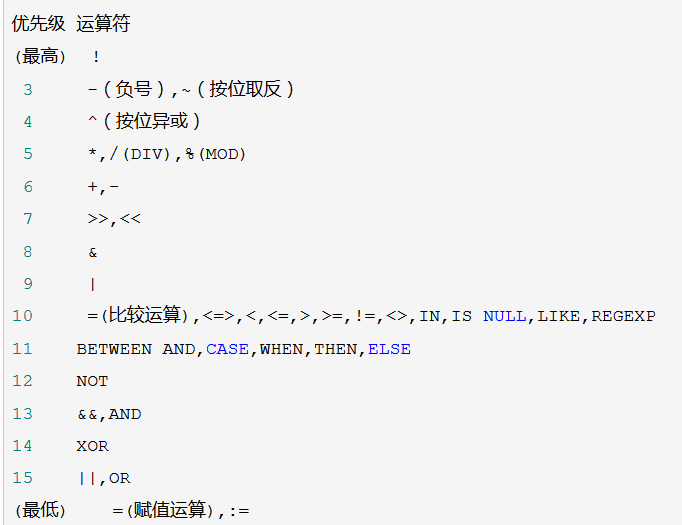 优先级 运算符
(最高) !
3 -（负号）,~（按位取反）
4 ^（按位异或）
5 *,/(DIV),%(MOD)
6 +,-
7 >>,<<
8 &
9 |
10 =(比较运算),<=>,<,<=,>,>=,!=,<>,IN,IS NULL,LIKE,REGEXP
11 BETWEEN AND,CASE,WHEN,THEN,ELSE
12 NOT
13 &&,AND
14 XOR
15 ||,OR
(最低) =(赋值运算),:=